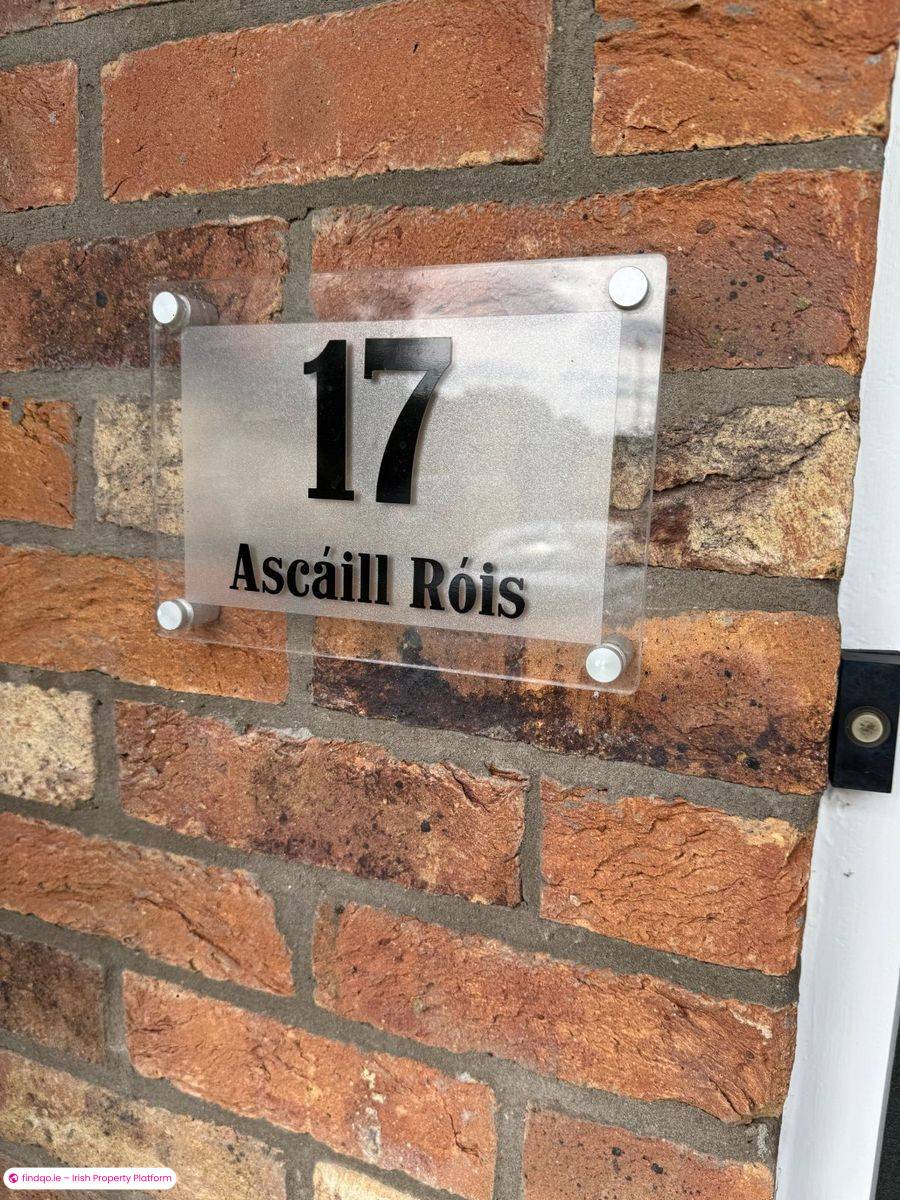 17
Ascáill Róis
findqo.ie – Irish Property Platform